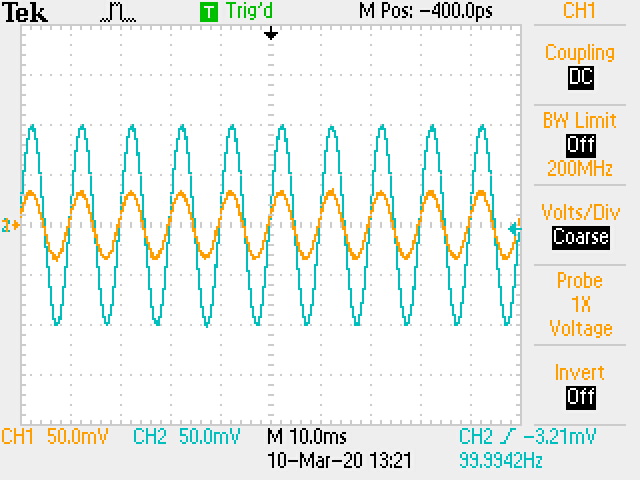 Tek T Trig'd M Pos: -400.0ps CH1
Coupling
DC
BW Limit
Off
200MHz
Volts/Div
Coarse
Probe
1X
Voltage
Invert
Off
2
CH1 50.0mV CH2 50.0mV M 10.0ms CH2 -3.21mV
10-Mar-20 13:21 99.9942Hz